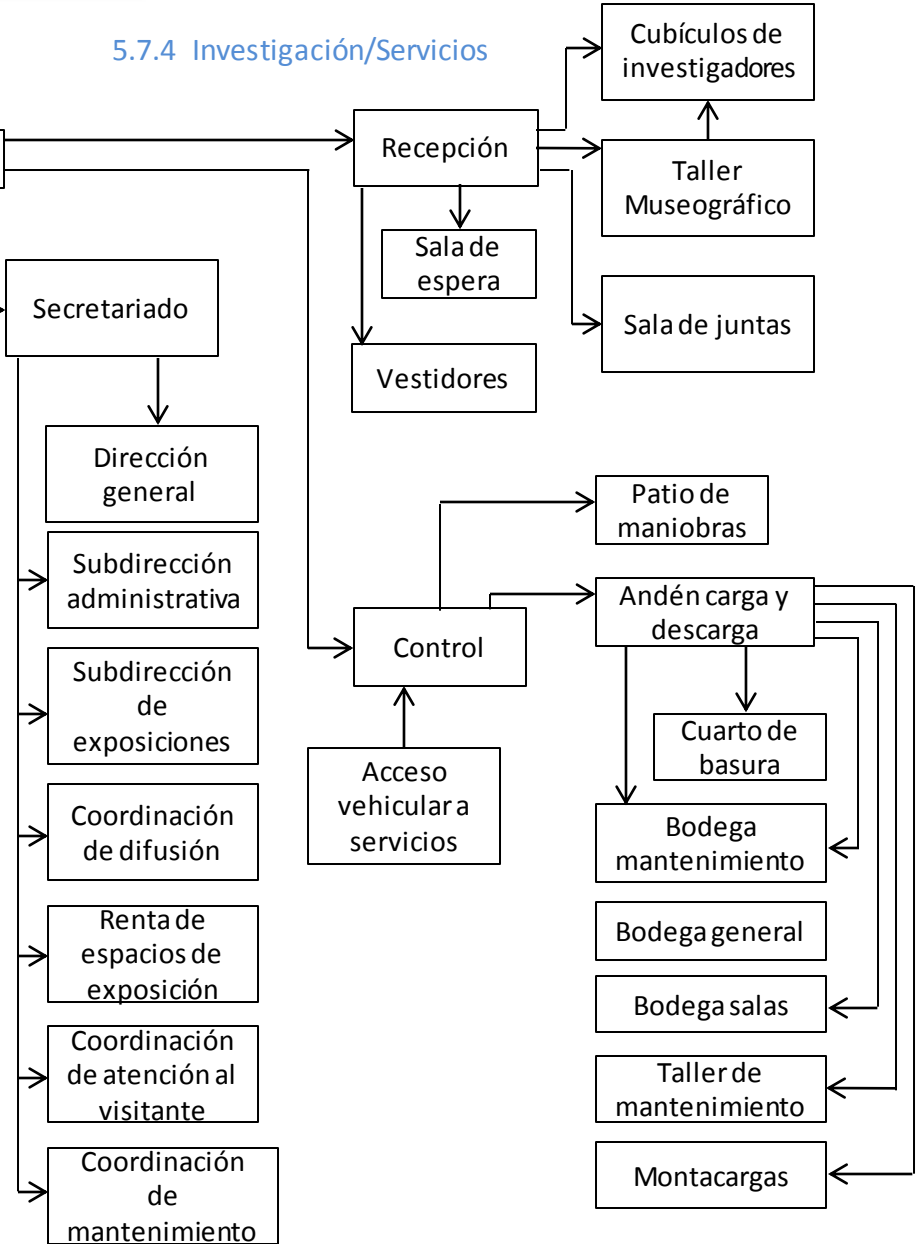 5.7.4 Investigación/Servicios
Cubículos de
investigadores
Recepción
Taller
Museográfico
Sala de
espera
Sala de juntas
Vestidores
Secretariado
Dirección
general
Subdirección
administrativa
Subdirección
de
exposiciones
Coordinación
de difusión
Renta de
espacios de
exposición
Coordinación
de atención al
visitante
Coordinación
de
mantenimiento
Patio de
maniobras
Andén carga y
descarga
Control
Cuarto de
basura
Acceso
vehicular a
servicios
Bodega
mantenimiento
Bodega general
Bodega salas
Taller de
mantenimiento
Montacargas